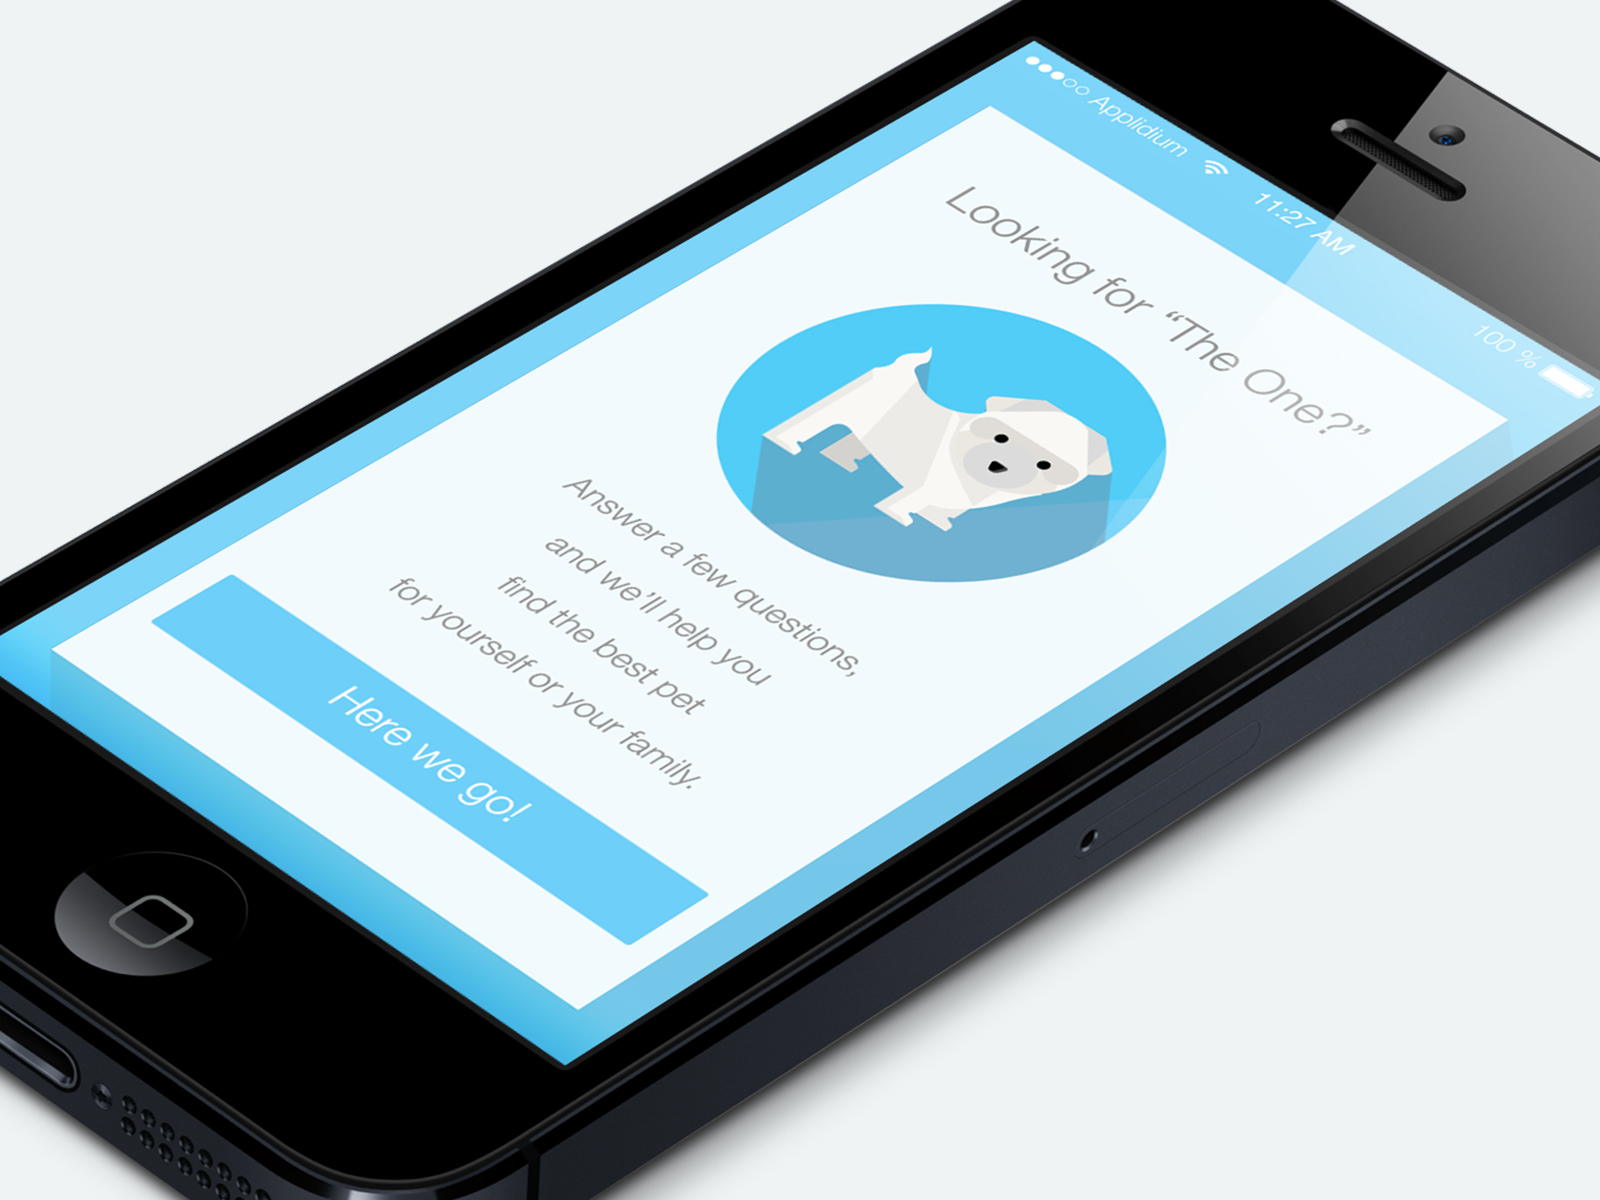 Applidium 11:27 AM 100 %
Looking for “The One?”
Answer a few questions,
and we’ll help you
find the best pet
for yourself or your family.
Here we go!